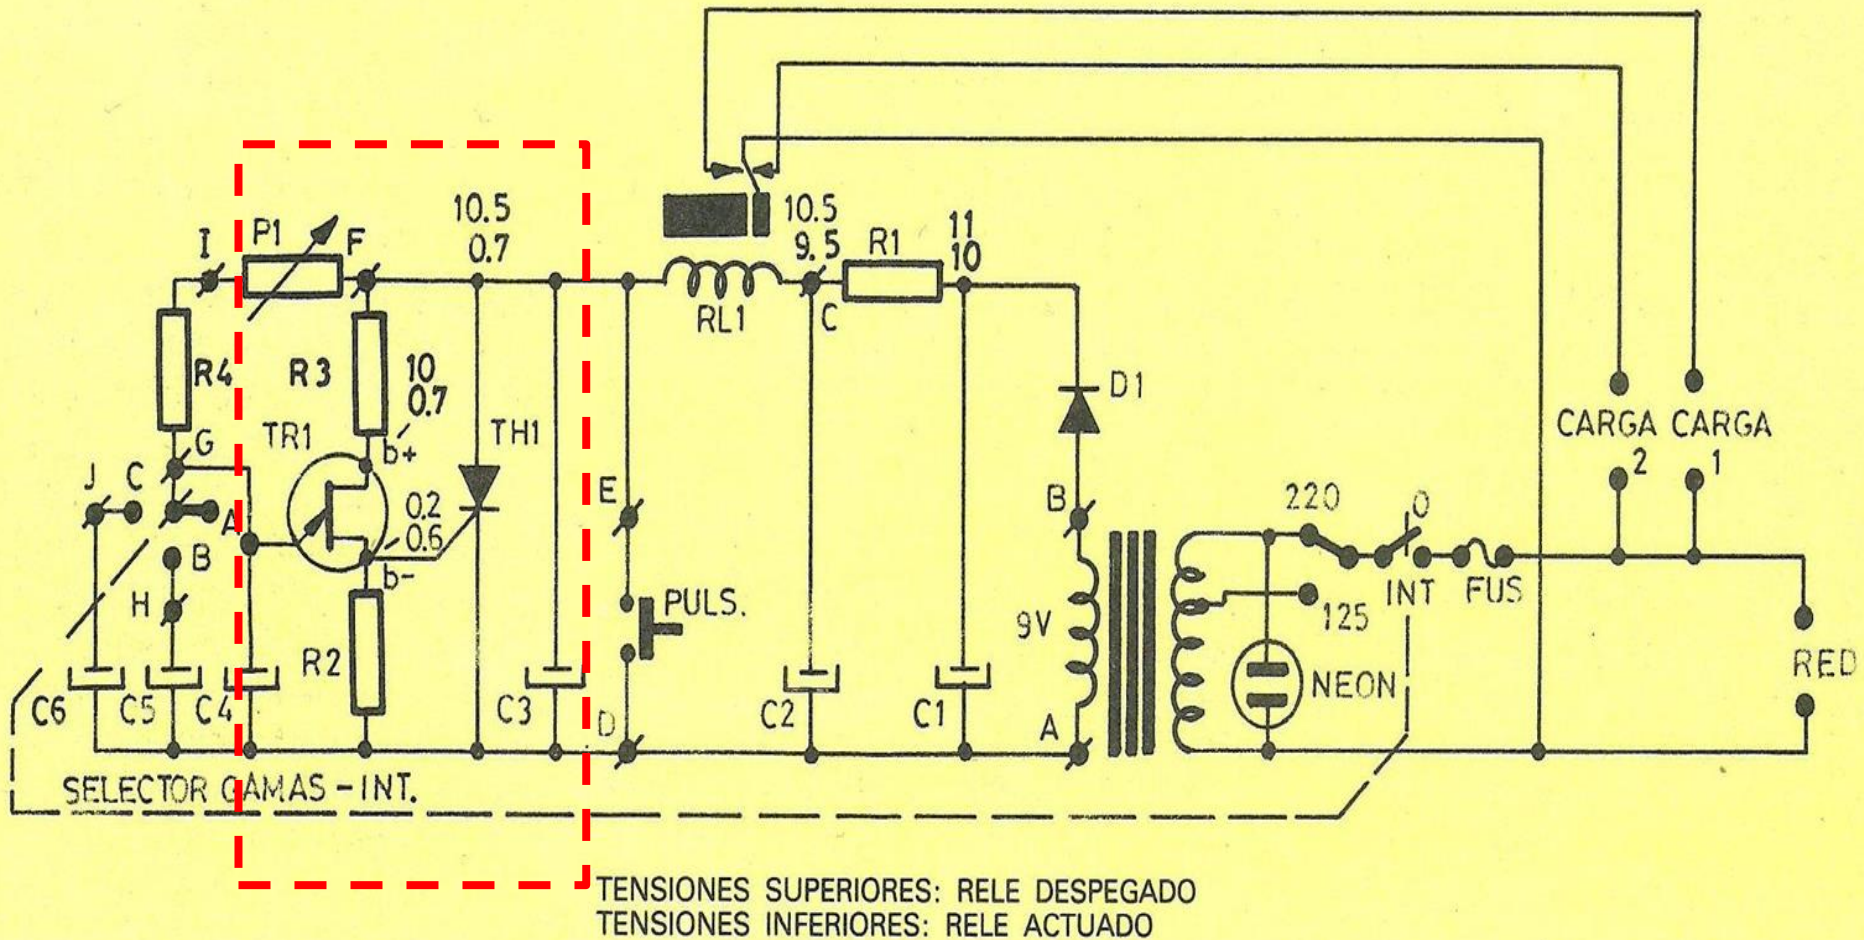 10.5
0.7
I
P1
F
10.5
9.5
R1
11
10
RL1
C
R4
R3
10
0.7
D1
CARGA CARGA
2 1
TR1
G
b+
TH1
J C
A
B
H
0.2
0.6
b-
E
B
220
0
INT FUS
125
PULS.
9V
NEON
RED
R2
C6 C5 C4
C3
D
C2
C1
A
SELECTOR GAMAS-INT.
TENSIONES SUPERIORES: RELE DESPEGADO
TENSIONES INFERIORES: RELE ACTUADO